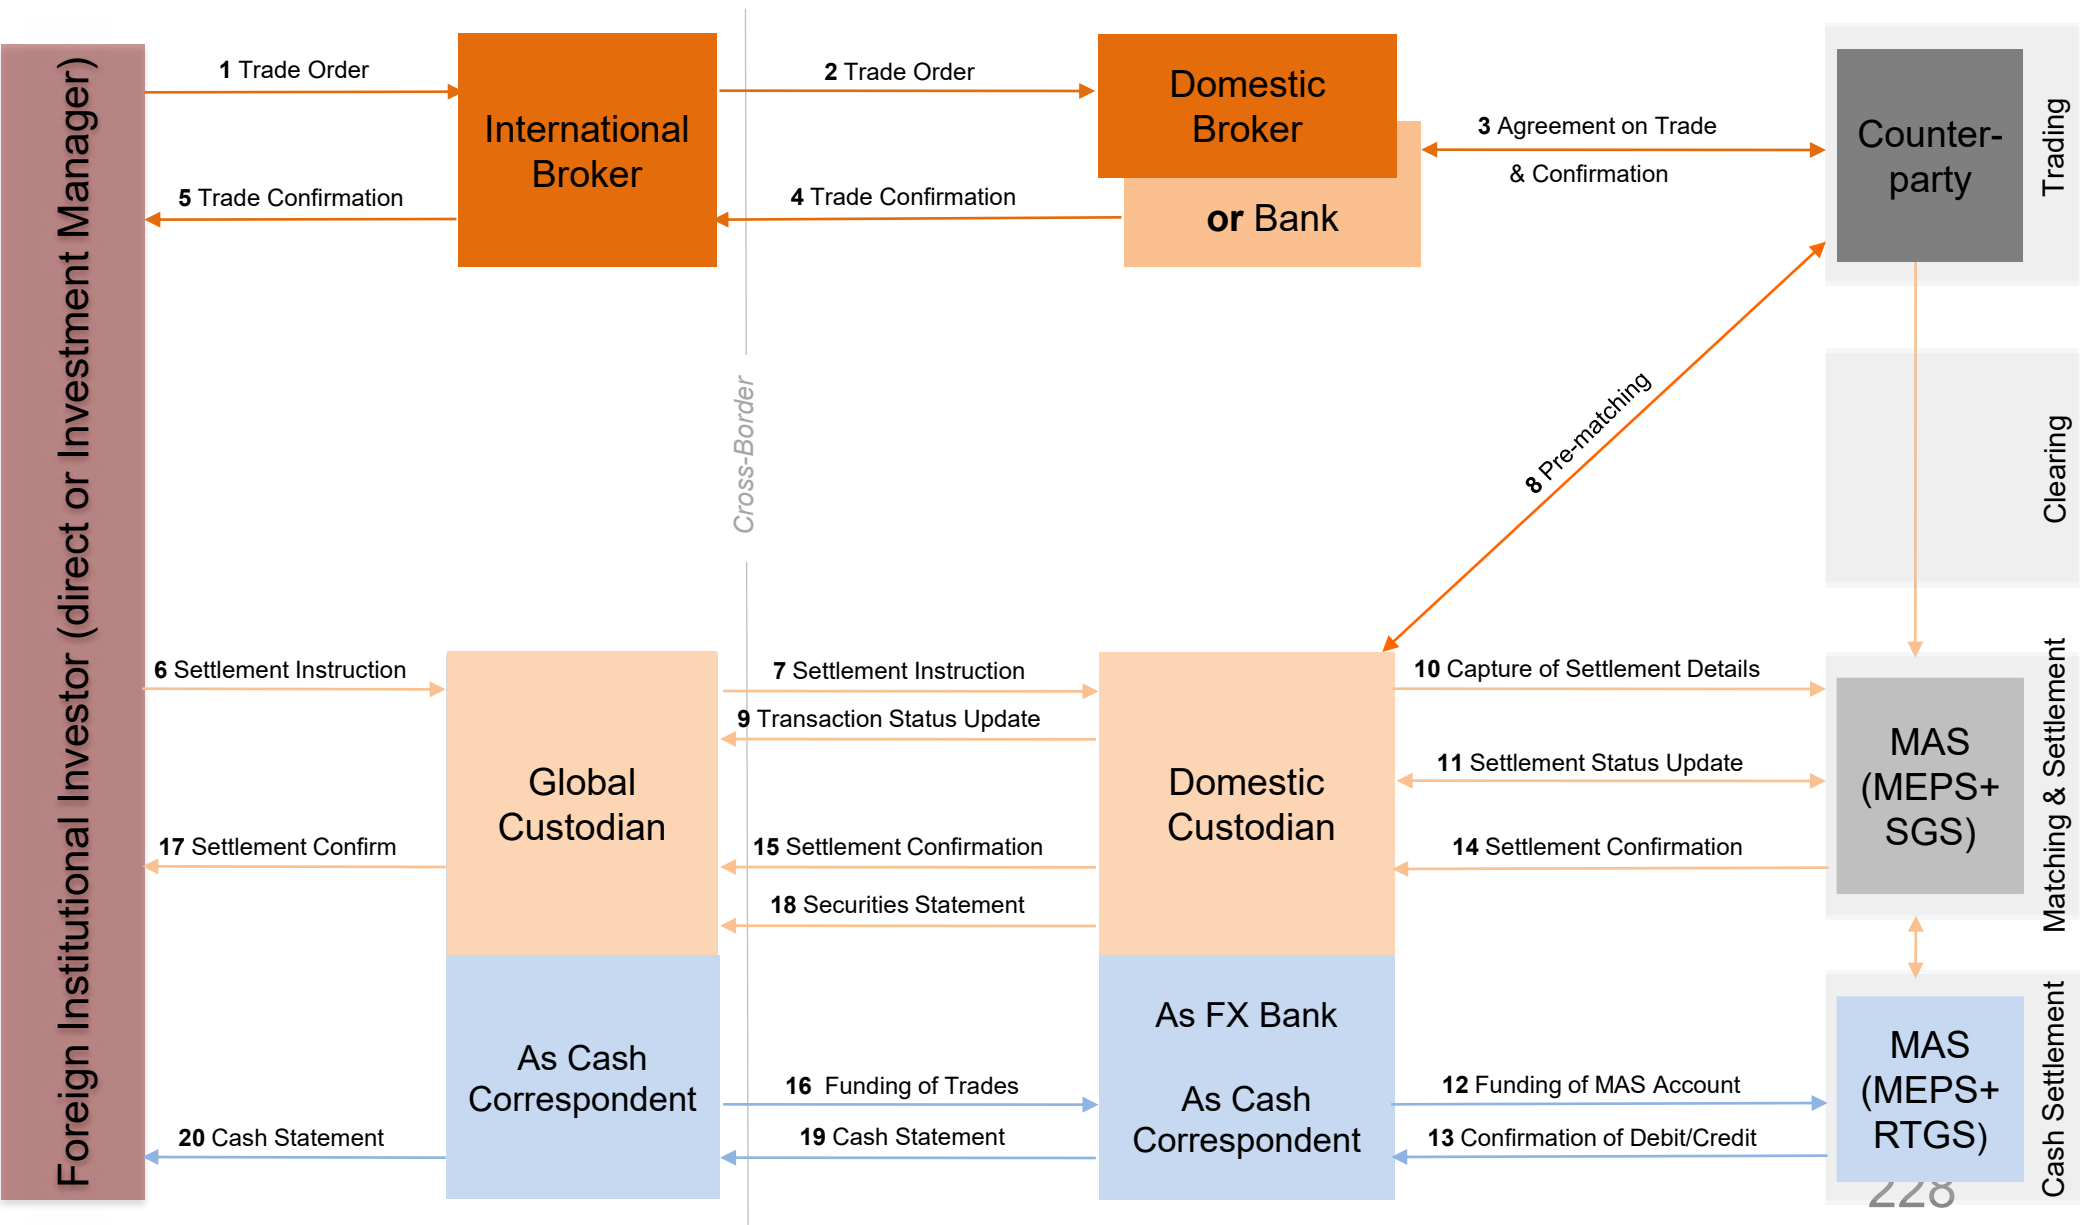 Foreign Institutional Investor (direct or Investment Manager)
1 Trade Order
International
Broker
2 Trade Order
Domestic
Broker
or Bank
3 Agreement on Trade
& Confirmation
Counter-
party
Trading
5 Trade Confirmation
4 Trade Confirmation
Cross-Border
8 Pre-matching
Clearing
6 Settlement Instruction
7 Settlement Instruction
9 Transaction Status Update
10 Capture of Settlement Details
11 Settlement Status Update
Global
Custodian
Domestic
Custodian
MAS
(MEPS+
SGS)
Matching & Settlement
17 Settlement Confirm
15 Settlement Confirmation
14 Settlement Confirmation
18 Securities Statement
As Cash
Correspondent
As FX Bank
As Cash
Correspondent
16 Funding of Trades
12 Funding of MAS Account
20 Cash Statement
19 Cash Statement
13 Confirmation of Debit/Credit
MAS
(MEPS+
RTGS)
Cash Settlement
228